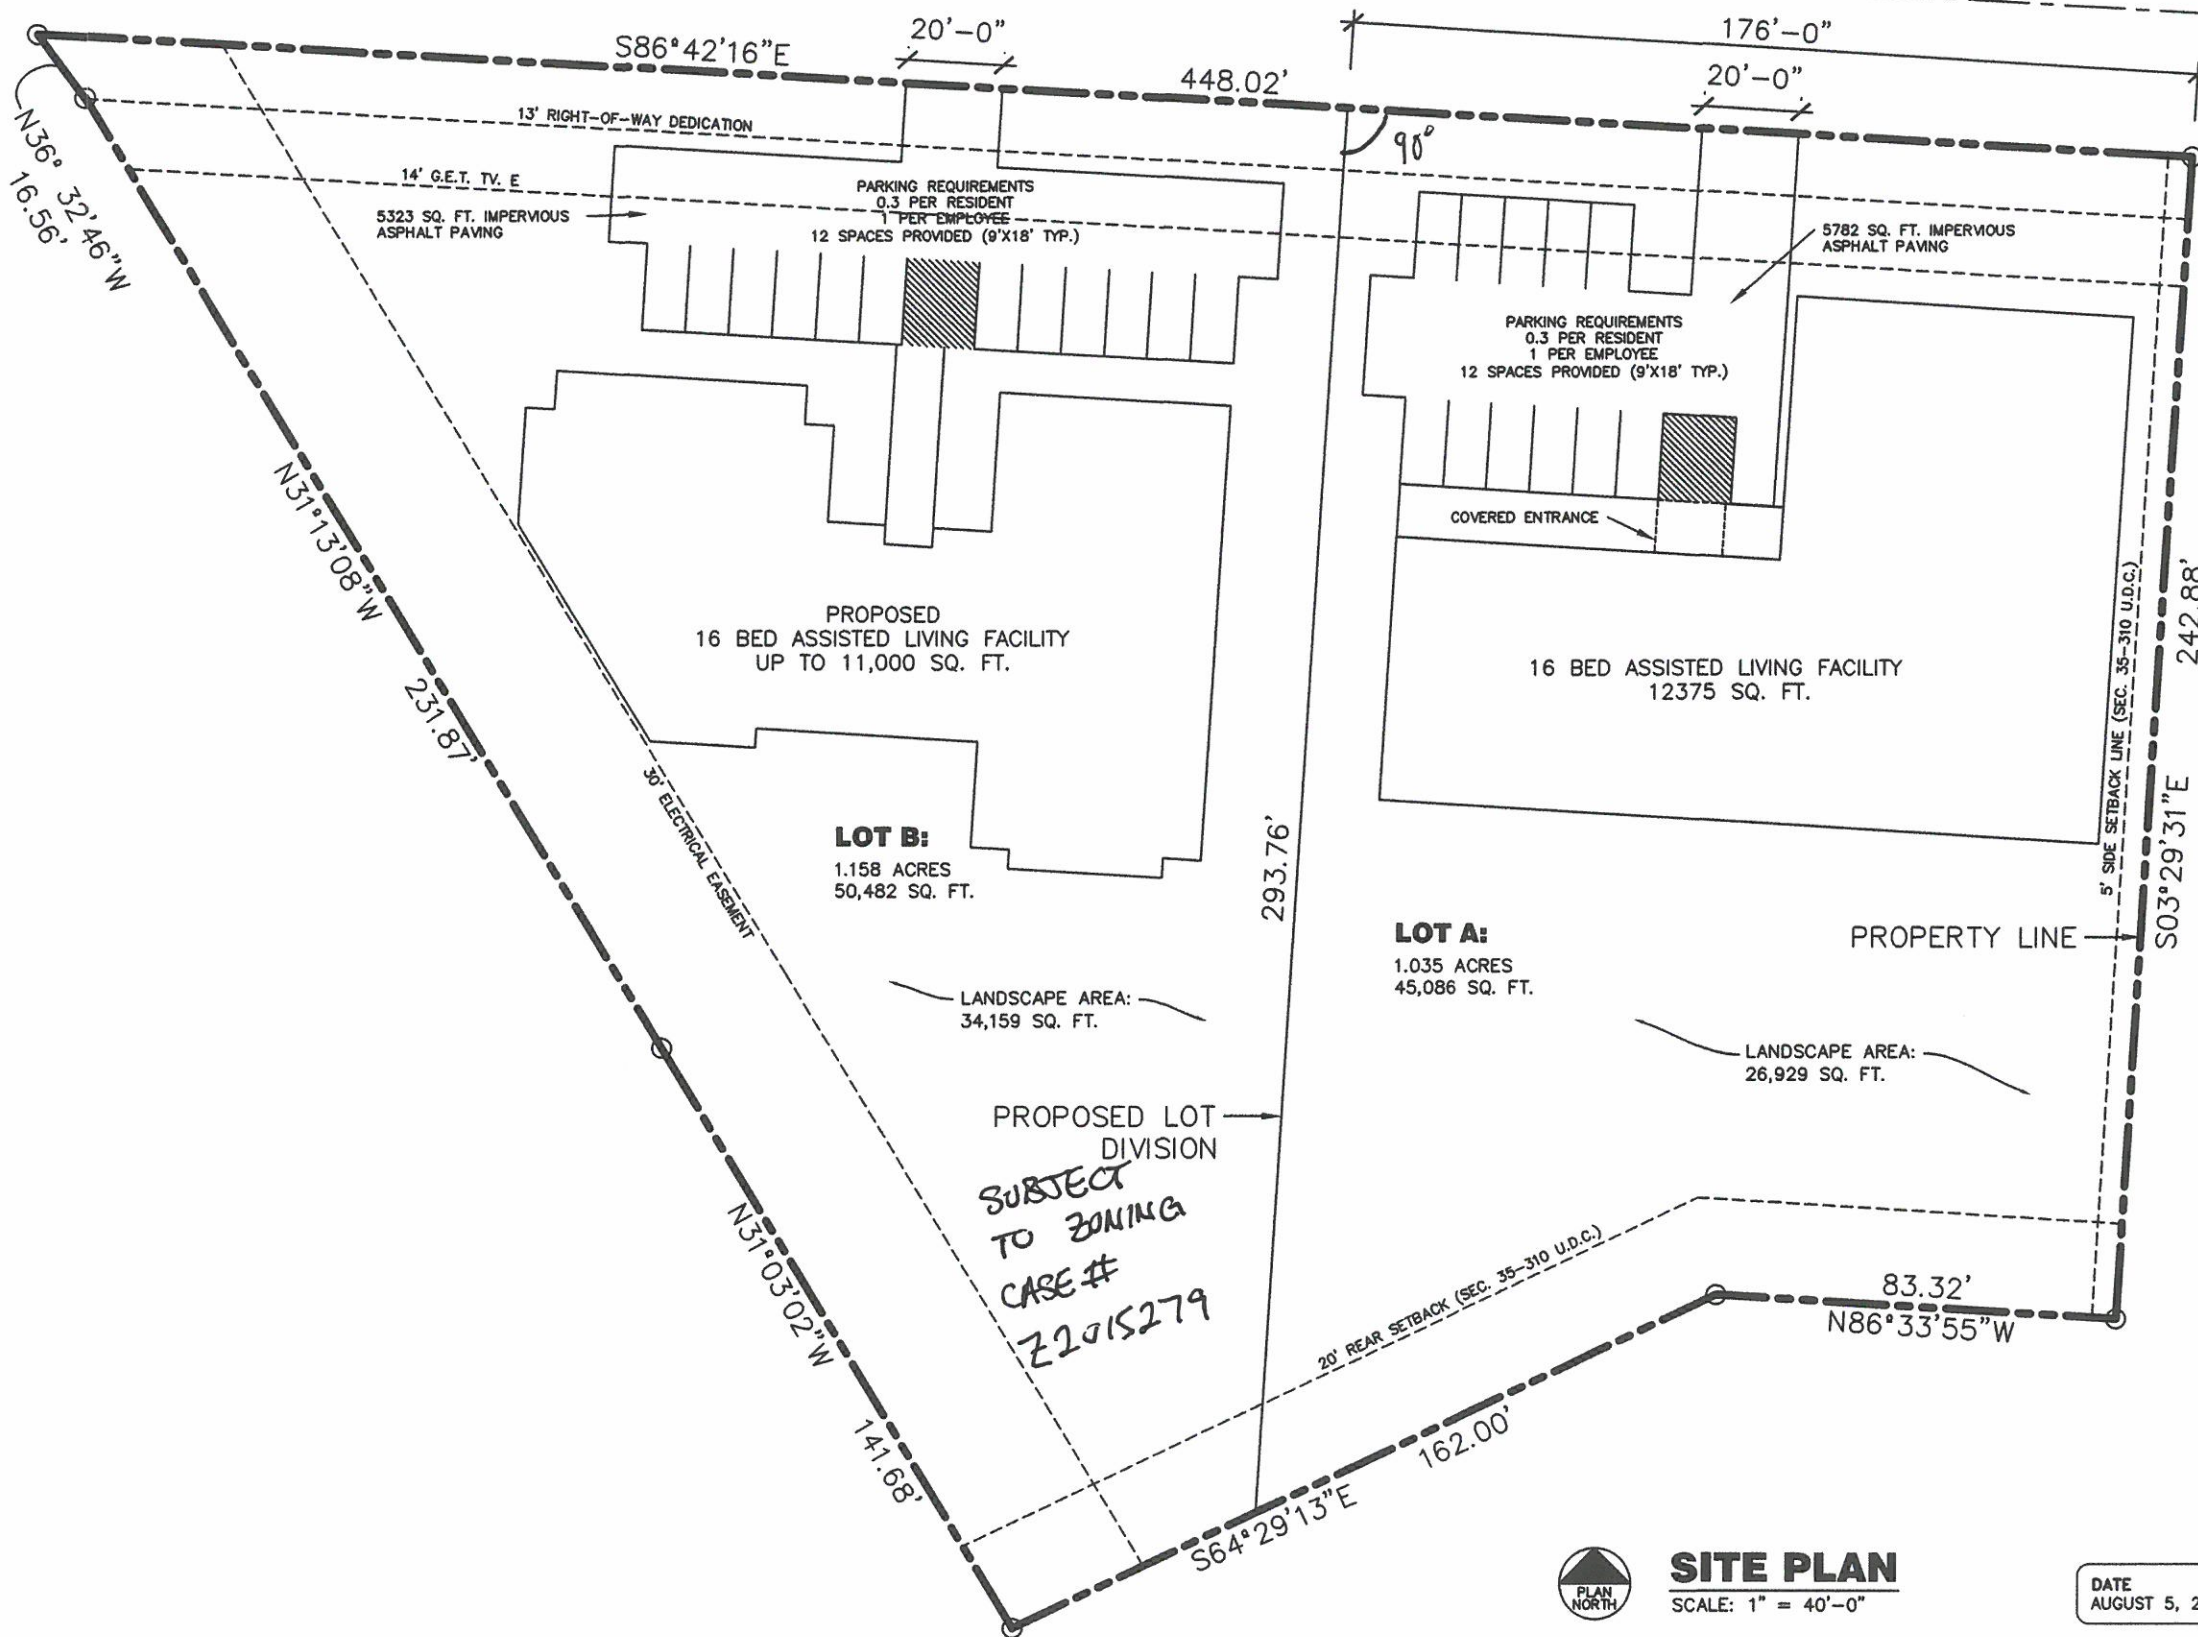 20'-0"
176'-0"
S86°42'16"E
448.02'
20'-0"
13' RIGHT-OF-WAY DEDICATION
90°
N36° 32'46"W
16.56'
14' G.E.T. TV. E
5323 SQ. FT. IMPERVIOUS
ASPHALT PAVING
PARKING REQUIREMENTS
0.3 PER RESIDENT
1 PER EMPLOYEE
12 SPACES PROVIDED (9'X18' TYP.)
5782 SQ. FT. IMPERVIOUS
ASPHALT PAVING
PARKING REQUIREMENTS
0.3 PER RESIDENT
1 PER EMPLOYEE
12 SPACES PROVIDED (9'X18' TYP.)
COVERED ENTRANCE
N31°13'08"W
231.87'
PROPOSED
16 BED ASSISTED LIVING FACILITY
UP TO 11,000 SQ. FT.
16 BED ASSISTED LIVING FACILITY
12375 SQ. FT.
242.88'
S03°29'31"E
5' SIDE SETBACK LINE (SEC. 35-310 U.D.C.)
30' ELECTRICAL EASEMENT
LOT B:
1.158 ACRES
50,482 SQ. FT.
293.76'
LOT A:
1.035 ACRES
45,086 SQ. FT.
PROPERTY LINE
LANDSCAPE AREA:
34,159 SQ. FT.
LANDSCAPE AREA:
26,929 SQ. FT.
PROPOSED LOT
DIVISION
SUBJECT
TO ZONING
CASE #
Z2015279
N31°03'02"W
141.68'
20' REAR SETBACK (SEC. 35-310 U.D.C.)
83.32'
N86°33'55"W
162.00'
S64°29'13"E
PLAN
NORTH
SITE PLAN
SCALE: 1" = 40'-0"
DATE
AUGUST 5, 2